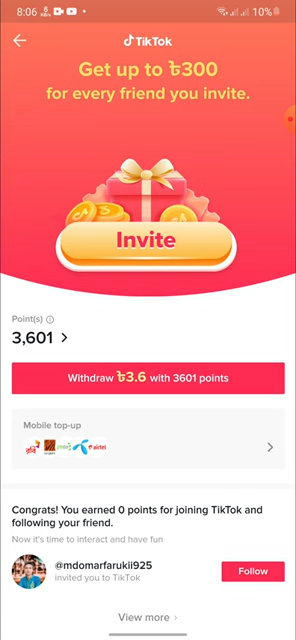 8:06
10%
TikTok
Get up to ৳300
for every friend you invite.
Invite
Point(s)
3,601 >
Withdraw ৳3.6 with 3601 points
Mobile top-up
airtel
Congrats! You earned 0 points for joining TikTok and
following your friend.
Now it's time to interact and have fun
@mdomarfarukii925
invited you to TikTok
Follow
View more >